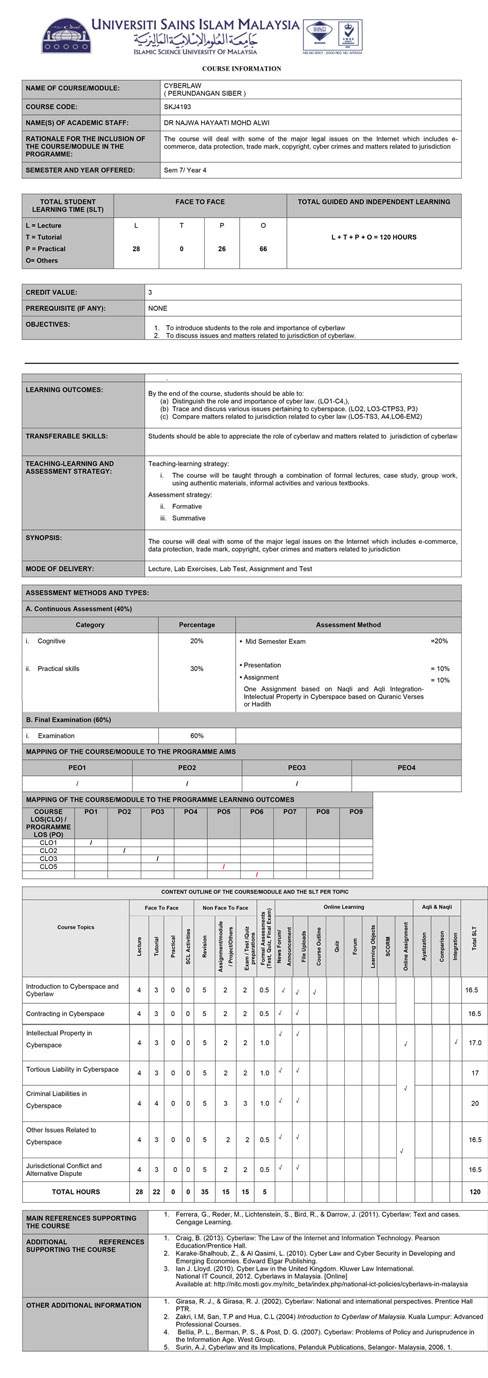 UNIVERSITI SAINS ISLAM MALAYSIA
جامعة العلوم الإسلامية الماليزية
ISLAMIC SCIENCE UNIVERSITY OF MALAYSIA
COURSE INFORMATION
NAME OF COURSE/MODULE:
CYBERLAW
( PERUNDANGAN SIBER )
COURSE CODE:
SKJ4193
NAME(S) OF ACADEMIC STAFF:
DR NAJWA HAYAATI MOHD ALWI
RATIONALE FOR THE INCLUSION OF
THE COURSE/MODULE IN THE
PROGRAMME:
The course will deal with some of the major legal issues on the Internet which includes e-
commerce, data protection, trade mark, copyright, cyber crimes and matters related to jurisdiction
SEMESTER AND YEAR OFFERED:
Sem 7/ Year 4
TOTAL STUDENT
LEARNING TIME (SLT)
FACE TO FACE
TOTAL GUIDED AND INDEPENDENT LEARNING
L = Lecture
T = Tutorial
P = Practical
O= Others
L T P O
28 0 26 66
L + T + P + O = 120 HOURS
CREDIT VALUE:
3
PREREQUISITE (IF ANY):
NONE
OBJECTIVES:
1. To introduce students to the role and importance of cyberlaw
2. To discuss issues and matters related to jurisdiction of cyberlaw.
LEARNING OUTCOMES:
By the end of the course, students should be able to:
(a) Distinguish the role and importance of cyber law. (LO1-C4,),
(b) Trace and discuss various issues pertaining to cyberspace. (LO2, LO3-CTPS3, P3)
(c) Compare matters related to jurisdiction related to cyber law (LO5-TS3, A4,LO6-EM2)
TRANSFERABLE SKILLS:
Students should be able to appreciate the role of cyberlaw and matters related to jurisdiction of cyberlaw
TEACHING-LEARNING AND
ASSESSMENT STRATEGY:
Teaching-learning strategy:
i. The course will be taught through a combination of formal lectures, case study, group work,
using authentic materials, informal activities and various textbooks.
Assessment strategy:
ii. Formative
iii. Summative
SYNOPSIS:
The course will deal with some of the major legal issues on the Internet which includes e-commerce,
data protection, trade mark, copyright, cyber crimes and matters related to jurisdiction
MODE OF DELIVERY:
Lecture, Lab Exercises, Lab Test, Assignment and Test
ASSESSMENT METHODS AND TYPES:
A. Continuous Assessment (40%)
Category Percentage Assessment Method
i. Cognitive 20% • Mid Semester Exam =20%
ii. Practical skills 30% • Presentation = 10%
• Assignment = 10%
One Assignment based on Naqli and Aqli Integration-
Intelectual Property in Cyberspace based on Quranic Verses
or Hadith
B. Final Examination (60%)
i. Examination 60%
MAPPING OF THE COURSE/MODULE TO THE PROGRAMME AIMS
PEO1 PEO2 PEO3 PEO4
/ / /
MAPPING OF THE COURSE/MODULE TO THE PROGRAMME LEARNING OUTCOMES
COURSE
LOS(CLO) /
PROGRAMME
LOS (PO)
PO1 PO2 PO3 PO4 PO5 PO6 PO7 PO8 PO9
CLO1 /
CLO2 /
CLO3 /
CLO5 /
/
CONTENT OUTLINE OF THE COURSE/MODULE AND THE SLT PER TOPIC
Course Topics
Face To Face
Non Face To Face
Formal Assessments
(Test, Quiz, Final Exam)
Online Learning
Aqli & Naqli
Total SLT
Lecture
Tutorial
Practical
SCL Activities
Revision
Assignment/module
/ Project/Others
Exam / Test /Quiz
preparations
News Forum/
Announcement
File Uploads
Course Outline
Quiz
Forum
Learning Objects
SCORM
Online Assignment
Ayatization
Comparison
Integration
Introduction to Cyberspace and
Cyberlaw
4 3 0 0 5 2 2 0.5 √ √ √ 16.5
Contracting in Cyberspace 4 3 0 0 5 2 2 0.5 √ √ 16.5
Intellectual Property in
Cyberspace
4 3 0 0 5 2 2 1.0 √ √ √ √ 17.0
Tortious Liability in Cyberspace 4 3 0 0 5 2 2 1.0 √ √ 17
Criminal Liabilities in
Cyberspace
4 4 0 0 5 3 3 1.0 √ √ √ 20
Other Issues Related to
Cyberspace
4 3 0 0 5 2 2 0.5 √ √ √ 16.5
Jurisdictional Conflict and
Alternative Dispute
4 3 0 0 5 2 2 0.5 √ √ 16.5
TOTAL HOURS 28 22 0 0 35 15 15 5 120
MAIN REFERENCES SUPPORTING
THE COURSE
1. Ferrera, G., Reder, M., Lichtenstein, S., Bird, R., & Darrow, J. (2011). Cyberlaw: Text and cases.
Cengage Learning.
ADDITIONAL REFERENCES
SUPPORTING THE COURSE
1. Craig, B. (2013). Cyberlaw: The Law of the Internet and Information Technology. Pearson
Education/Prentice Hall.
2. Karake-Shalhoub, Z., & Al Qasimi, L. (2010). Cyber Law and Cyber Security in Developing and
Emerging Economies. Edward Elgar Publishing.
3. Ian J. Lloyd. (2010). Cyber Law in the United Kingdom. Kluwer Law International.
National IT Council, 2012. Cyberlaws in Malaysia. [Online]
Available at: http://nitc.mosti.gov.my/nitc_beta/index.php/national-ict-policies/cyberlaws-in-malaysia
OTHER ADDITIONAL INFORMATION
1. Girasa, R. J., & Girasa, R. J. (2002). Cyberlaw: National and international perspectives. Prentice Hall
PTR.
2. Zakri, I.M, San, T.P and Hua, C.L (2004) Introduction to Cyberlaw of Malaysia. Kuala Lumpur: Advanced
Professional Courses.
4. Bellia, P. L., Berman, P. S., & Post, D. G. (2007). Cyberlaw: Problems of Policy and Jurisprudence in
the Information Age. West Group.
5. Surin, A.J, Cyberlaw and its Implications, Pelanduk Publications, Selangor- Malaysia, 2006, 1.